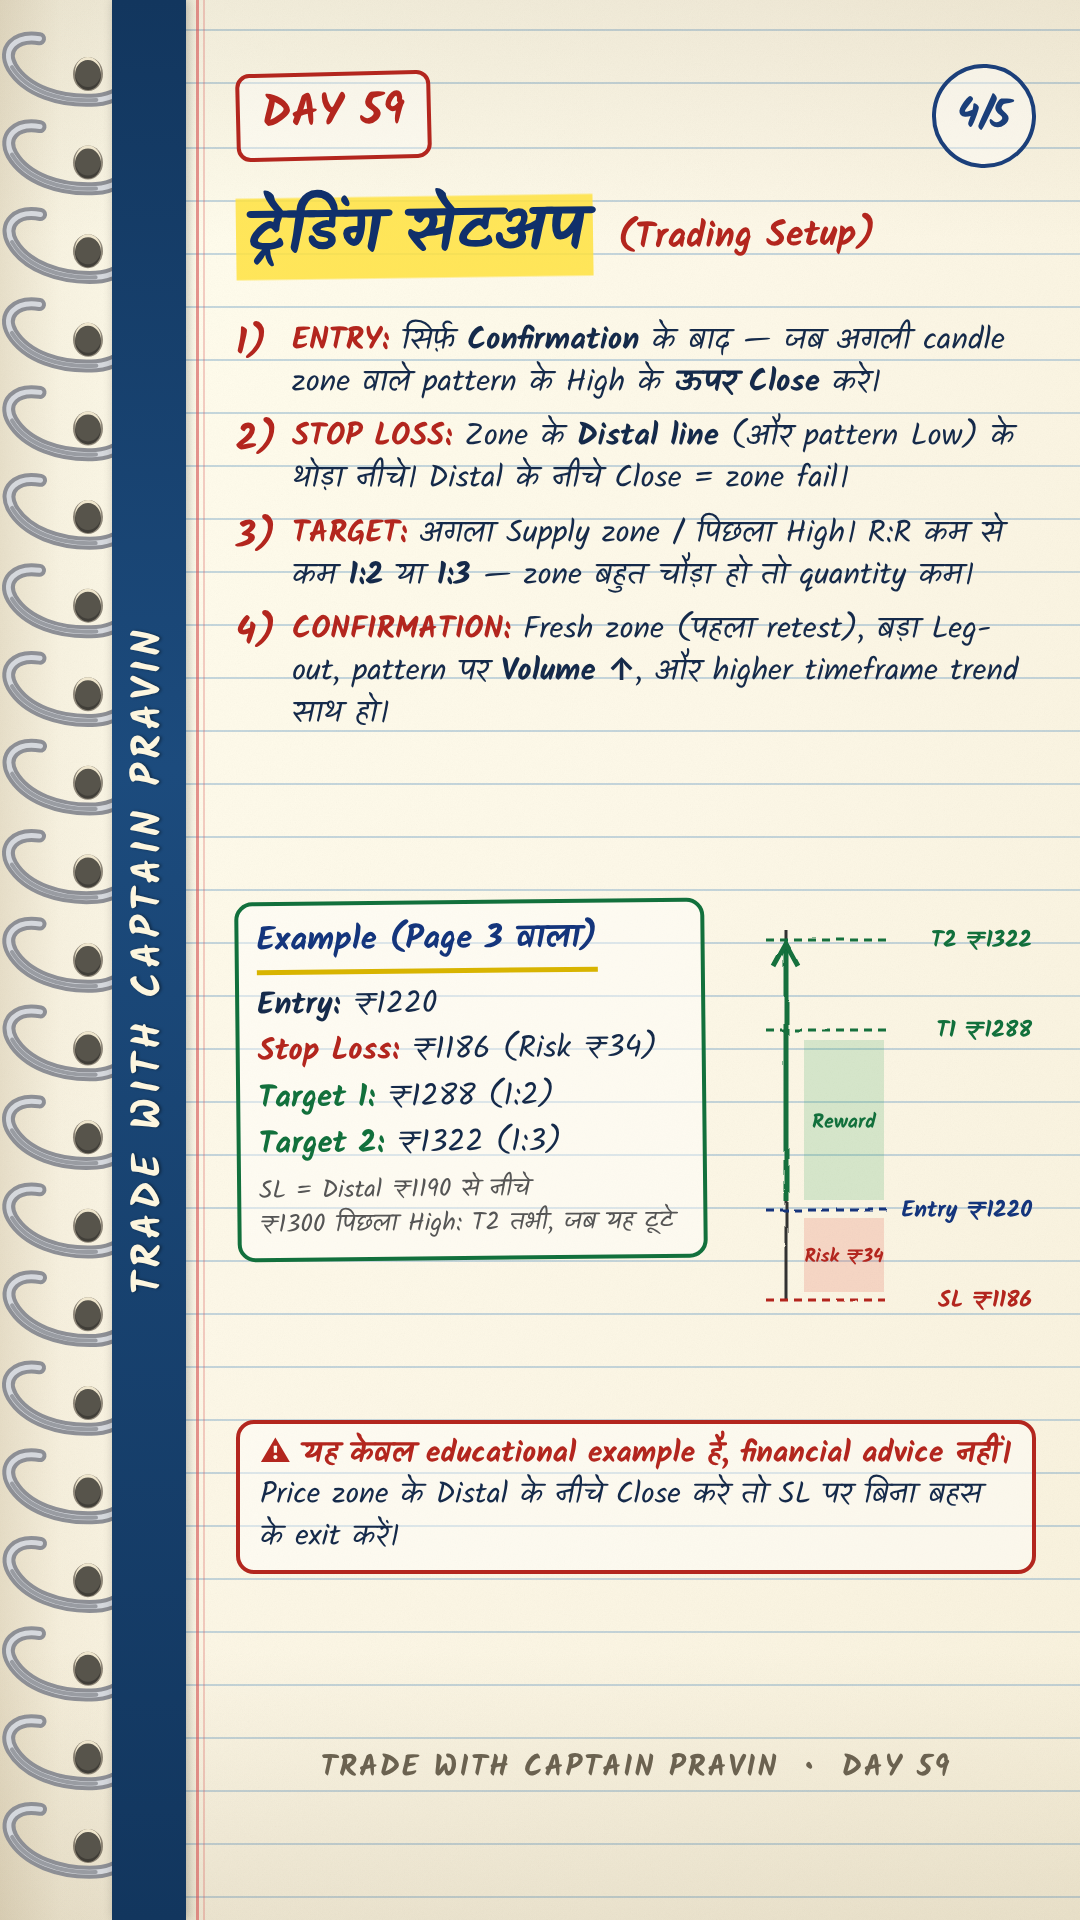 DAY 59
4/5
ट्रेडिंग सेटअप (Trading Setup)
1) ENTRY: सिर्फ़ Confirmation के बाद — जब अगली candle
zone वाले pattern के High के ऊपर Close करे।
2) STOP LOSS: Zone के Distal line (और pattern Low) के
थोड़ा नीचे। Distal के नीचे Close = zone fail।
3) TARGET: अगला Supply zone / पिछला High। R:R कम से
कम 1:2 या 1:3 — zone बहुत चौड़ा हो तो quantity कम।
4) CONFIRMATION: Fresh zone (पहला retest), बड़ा Leg-
out, pattern पर Volume ↑, और higher timeframe trend
साथ हो।
Example (Page 3 वाला)
Entry: ₹1220
Stop Loss: ₹1186 (Risk ₹34)
Target 1: ₹1288 (1:2)
Target 2: ₹1322 (1:3)
SL = Distal ₹1190 से नीचे
₹1300 पिछला High: T2 तभी, जब यह टूटे
T2 ₹1322
T1 ₹1288
Reward
Entry ₹1220
Risk ₹34
SL ₹1186
⚠ यह केवल educational example है, financial advice नहीं।
Price zone के Distal के नीचे Close करे तो SL पर बिना बहस
के exit करें।
TRADE WITH CAPTAIN PRAVIN · DAY 59
TRADE WITH CAPTAIN PRAVIN